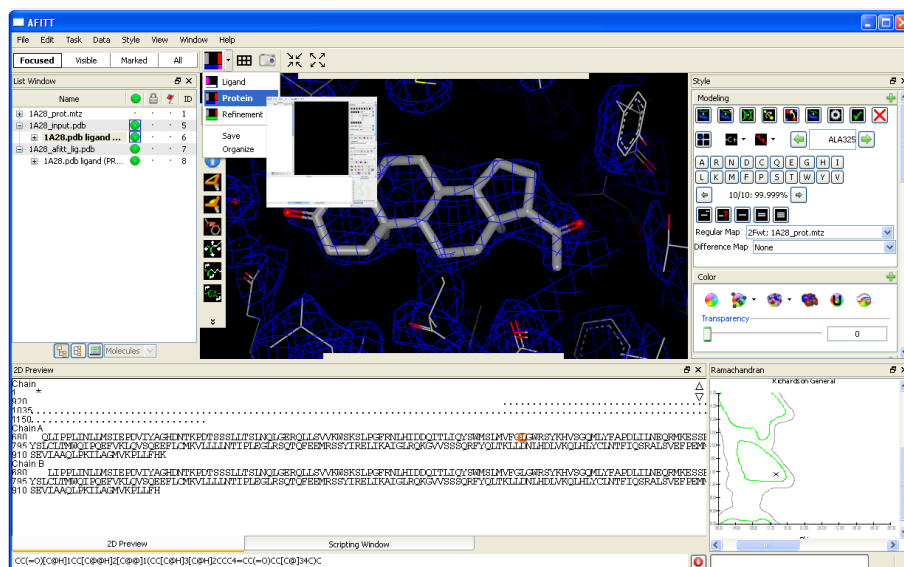 AFITT
File Edit Task Data Style View Window Help
Focused Visible Marked All
List Window
Name ID
1A28_prot.mtz 1
1A28_input.pdb 5
1A28.pdb ligand ... 6
1A28_afitt_lig.pdb 7
1A28.pdb ligand (PR... 8
Molecules
Ligand
Protein
Refinement
Save
Organize
Style
Modeling
ALA325
A R N D C E Q G H I
L K M F P S T W Y V
10/10: 99.999%
Regular Map 2Fwt: 1A28_prot.mtz
Difference Map None
Color
Transparency
0
2D Preview
Chain
1 *
920
1035
1150
Chain A
680 QLIPPLINLLMSIEPDVIYAGHDNTKPDTSSSLLTSLNQLGERQLLSVVKWSKSLPGFRNLHIDDQITLIQYSWMSLMVFGLGWRSYKHVSGQMLYFAPDLILNEQRMKESSF
795 YSLCLTMWQIPQEFVKLQVSQEEFLCMKVLLLLNTIPLEGLRSQTQFEEMRSSYIRELIKAIGLRQKGVVSSSQRFYQLTKLLDNLHDLVKQLHLYCLNTFIQSRALSVEFPEMM
910 SEVIAAQLPKILAGMVKPLLFHK
Chain B
680 LIPPLINLLMSIEPDVIYAGHDNTKPDTSSSLLTSLNQLGERQLLSVVKWSKSLPGFRNLHIDDQITLIQYSWMSLMVFGLGWRSYKHVSGQMLYFAPDLILNEQRMKESSF
795 YSLCLTMWQIPQEFVKLQVSQEEFLCMKVLLLLNTIPLEGLRSQTQFEEMRSSYIRELIKAIGLRQKGVVSSSQRFYQLTKLLDNLHDLVKQLHLYCLNTFIQSRALSVEFPEMM
910 SEVIAAQLPKILAGMVKPLLFH
Ramachandran
Richardson General
2D Preview Scripting Window
CC(=O)[C@H]1CC[C@@H]2[C@@]1(CC[C@H]3[C@H]2CCC4=CC(=O)CC[C@]34C)C